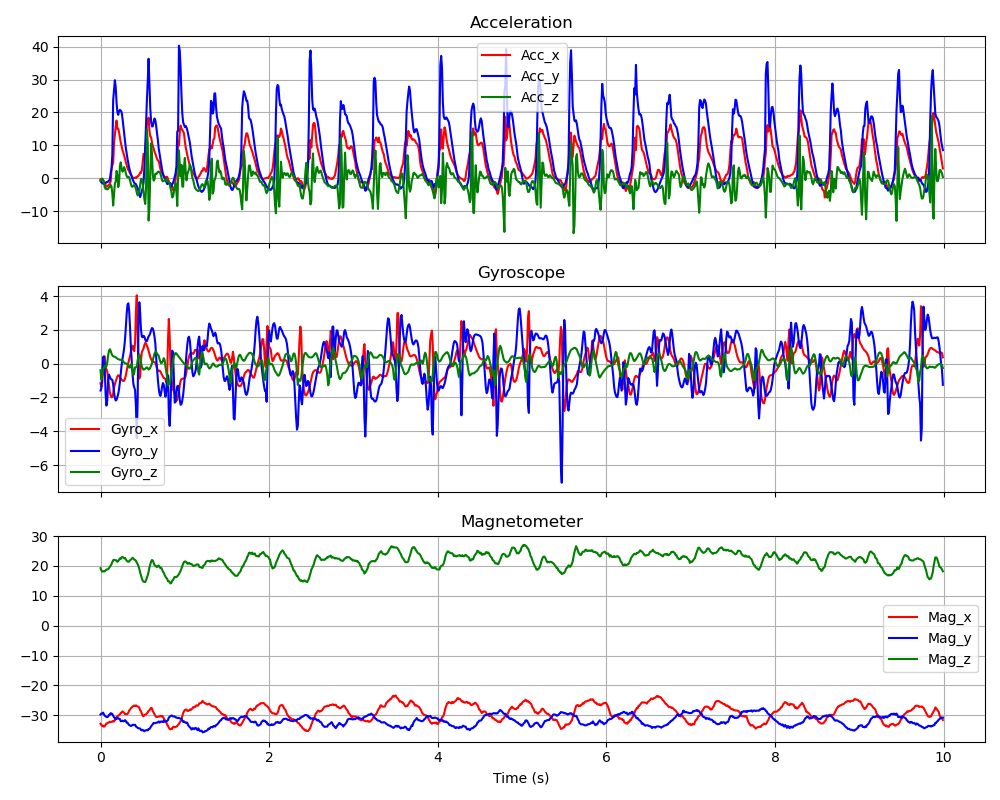 Acceleration
40
30
20
10
0
−10
Acc_x
Acc_y
Acc_z
Gyroscope
4
2
0
−2
−4
−6
Gyro_x
Gyro_y
Gyro_z
Magnetometer
30
20
10
0
−10
−20
−30
Mag_x
Mag_y
Mag_z
0 2 4 6 8 10
Time (s)